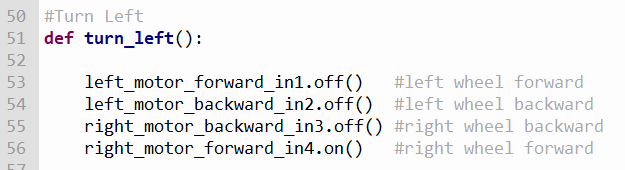 50 #Turn Left
51 def turn_left():
52
53 left_motor_forward_in1.off() #left wheel forward
54 left_motor_backward_in2.off() #left wheel backward
55 right_motor_backward_in3.off() #right wheel backward
56 right_motor_forward_in4.on() #right wheel forward